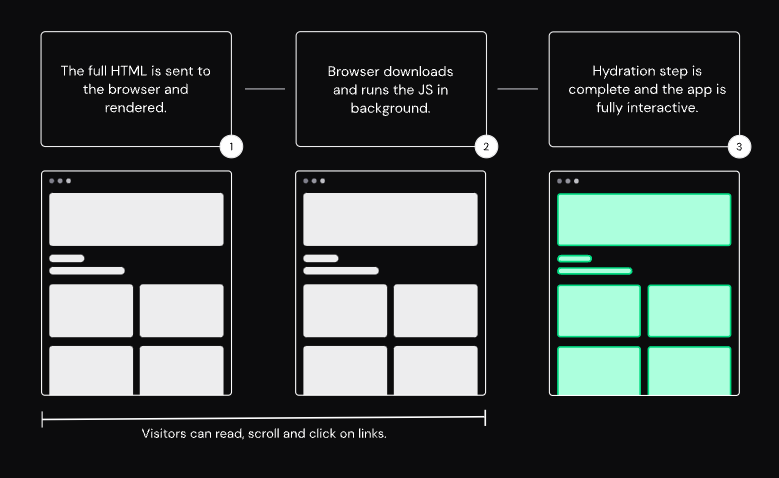 The full HTML is sent to
the browser and
rendered.
1
Browser downloads
and runs the JS in
background.
2
Hydration step is
complete and the app is
fully interactive.
3
Visitors can read, scroll and click on links.